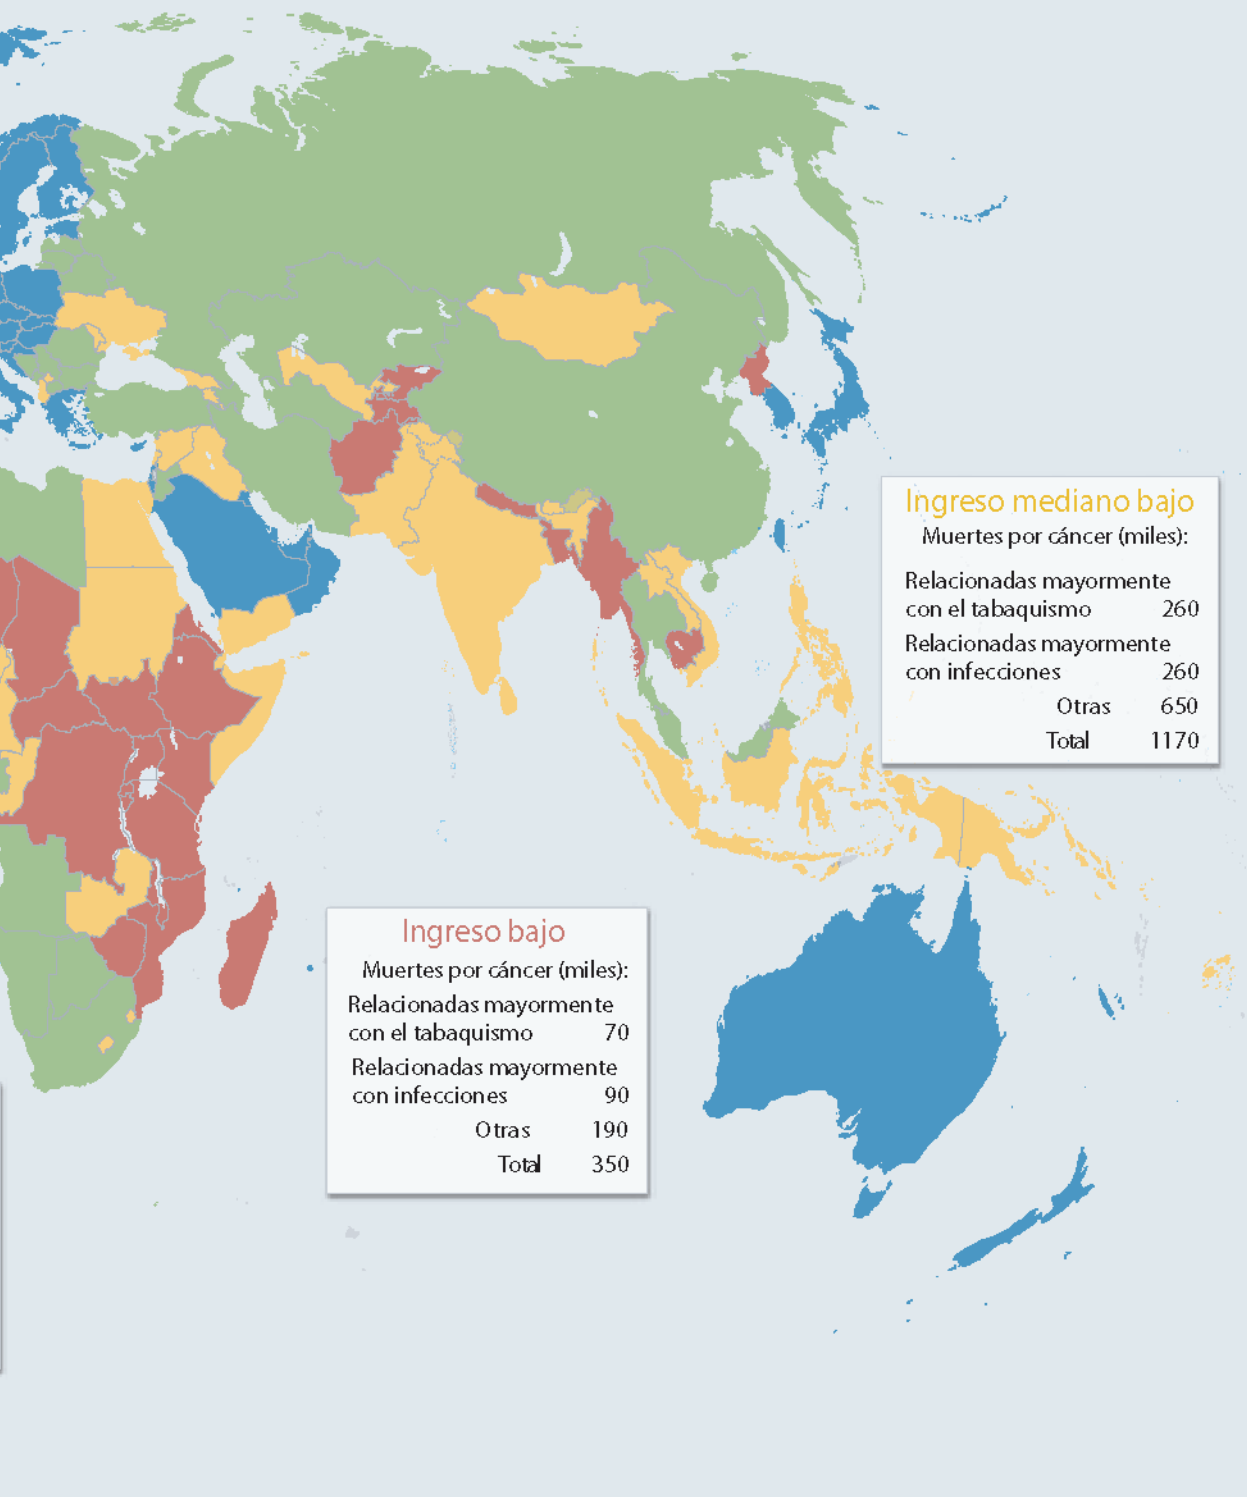 Ingreso mediano bajo
Muertes por cáncer (miles):
Relacionadas mayormente
con el tabaquismo 260
Relacionadas mayormente
con infecciones 260
Otras 650
Total 1170
Ingreso bajo
Muertes por cáncer (miles):
Relacionadas mayormente
con el tabaquismo 70
Relacionadas mayormente
con infecciones 90
Otras 190
Total 350